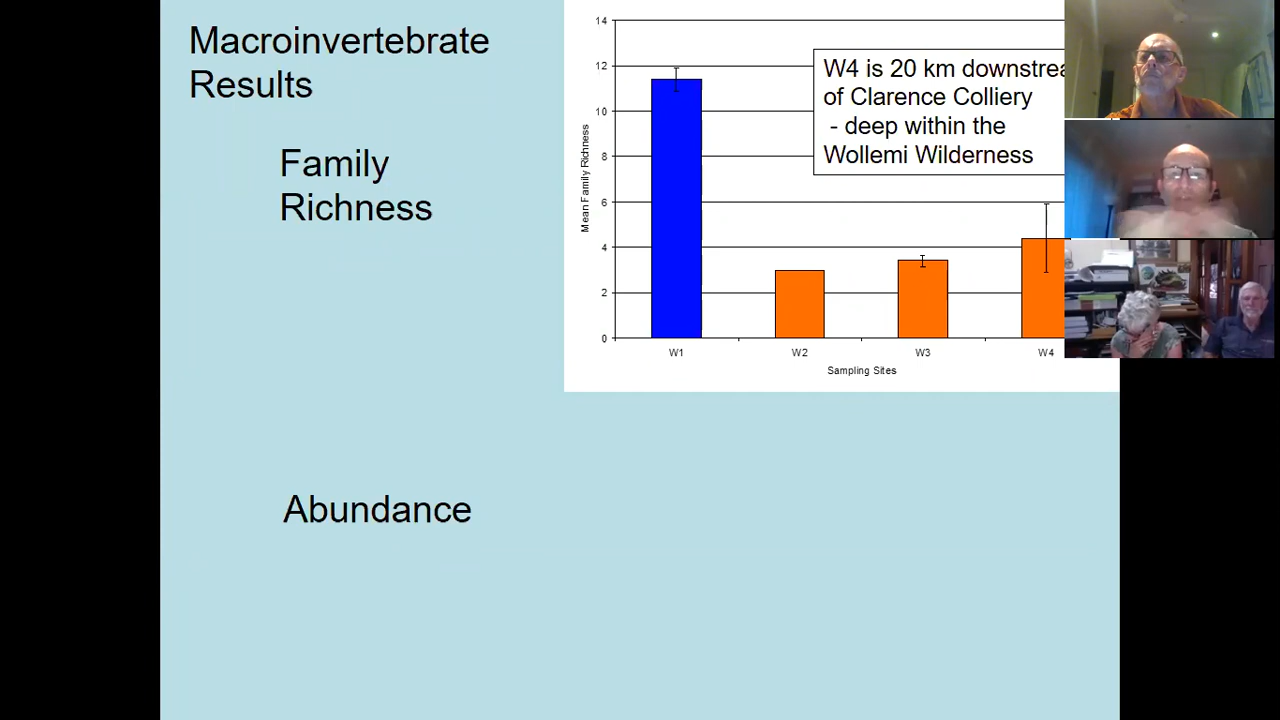 Macroinvertebrate
Results
Family
Richness
Abundance
14
12
10
8
6
4
2
0
Mean Family Richness
W4 is 20 km downstrea
of Clarence Colliery
- deep within the
Wollemi Wilderness
W1
W2
W3
W4
Sampling Sites